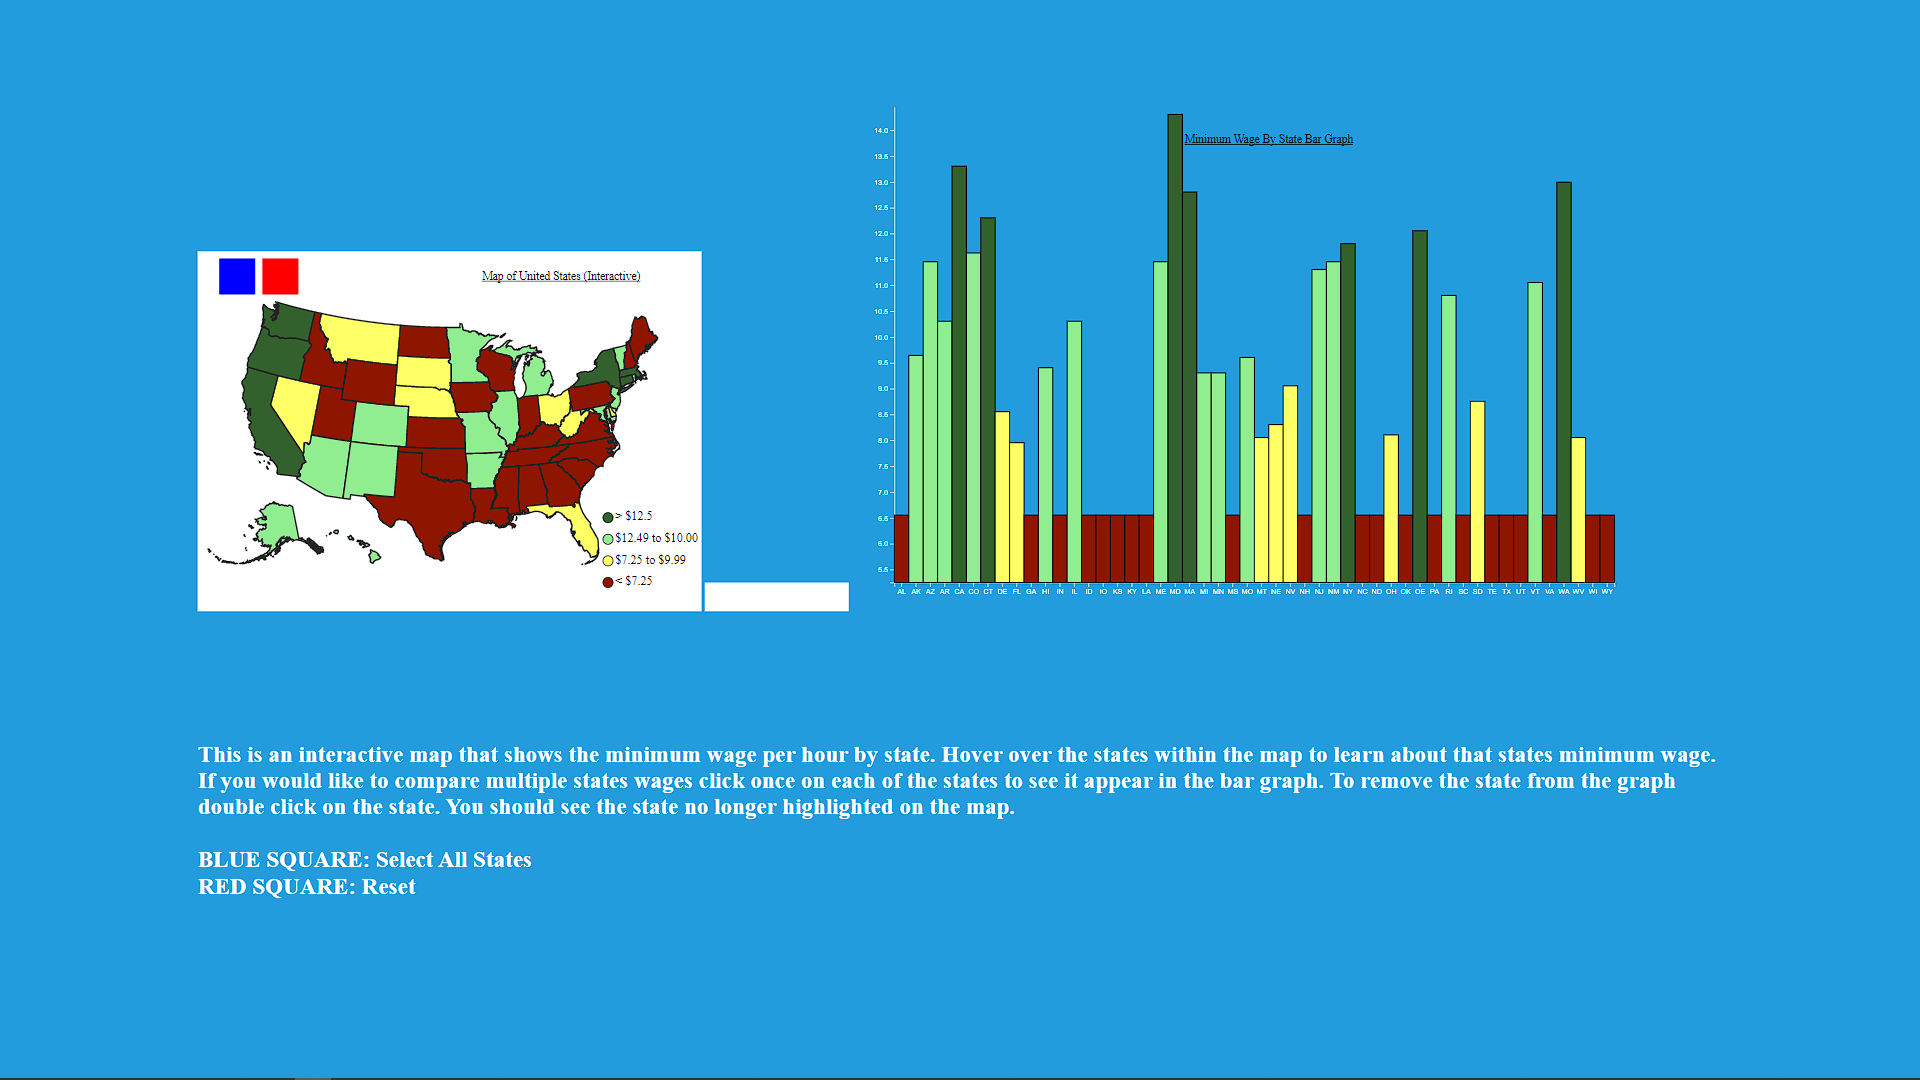 Map of United States (Interactive)
> $12.5
$12.49 to $10.00
$7.25 to $9.99
< $7.25
Minimum Wage By State Bar Graph
14.0
13.5
13.0
12.5
12.0
11.5
11.0
10.5
10.0
9.5
9.0
8.5
8.0
7.5
7.0
6.5
6.0
5.5
AL AK AZ AR CA CO CT DE FL GA HI IN IL ID IO KS KY LA ME MD MA MI MN MS MO MT NE NV NH NJ NM NY NC ND OH OK OE PA RI SC SD TE TX UT VT VA WA WV WI WY
This is an interactive map that shows the minimum wage per hour by state. Hover over the states within the map to learn about that states minimum wage.
If you would like to compare multiple states wages click once on each of the states to see it appear in the bar graph. To remove the state from the graph
double click on the state. You should see the state no longer highlighted on the map.
BLUE SQUARE: Select All States
RED SQUARE: Reset